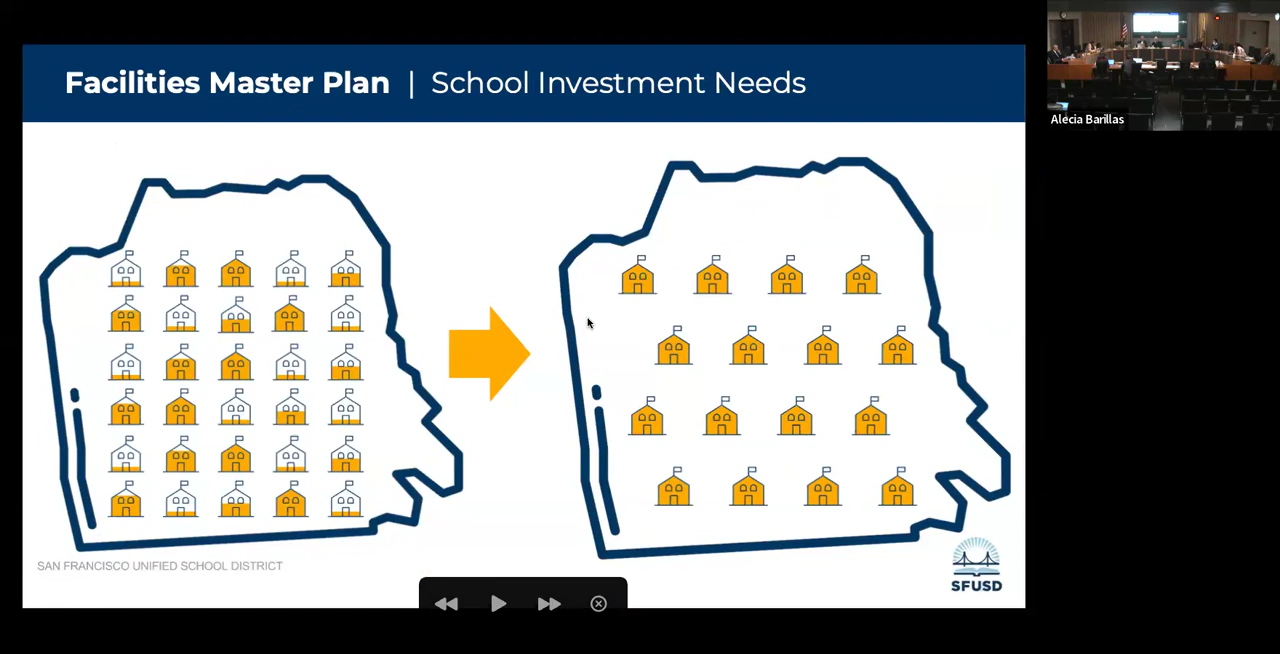 Facilities Master Plan | School Investment Needs
Alecia Barillas
SAN FRANCISCO UNIFIED SCHOOL DISTRICT
SFUSD